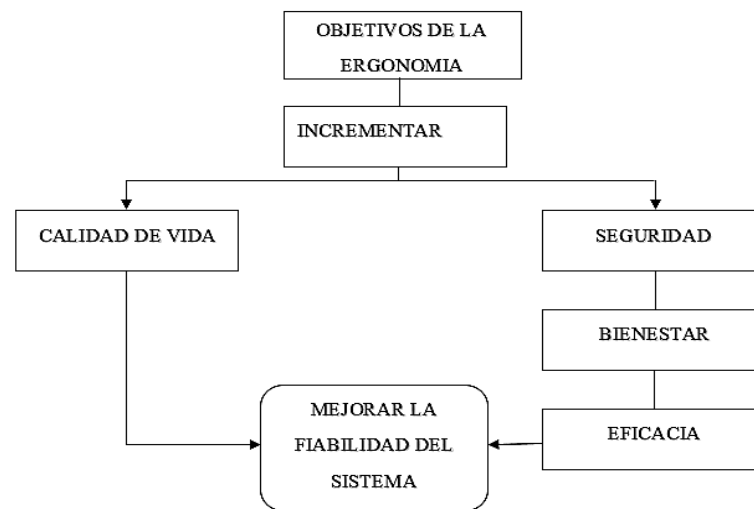 OBJETIVOS DE LA
ERGONOMIA
INCREMENTAR
CALIDAD DE VIDA
SEGURIDAD
BIENESTAR
MEJORAR LA
FIABILIDAD DEL
SISTEMA
EFICACIA